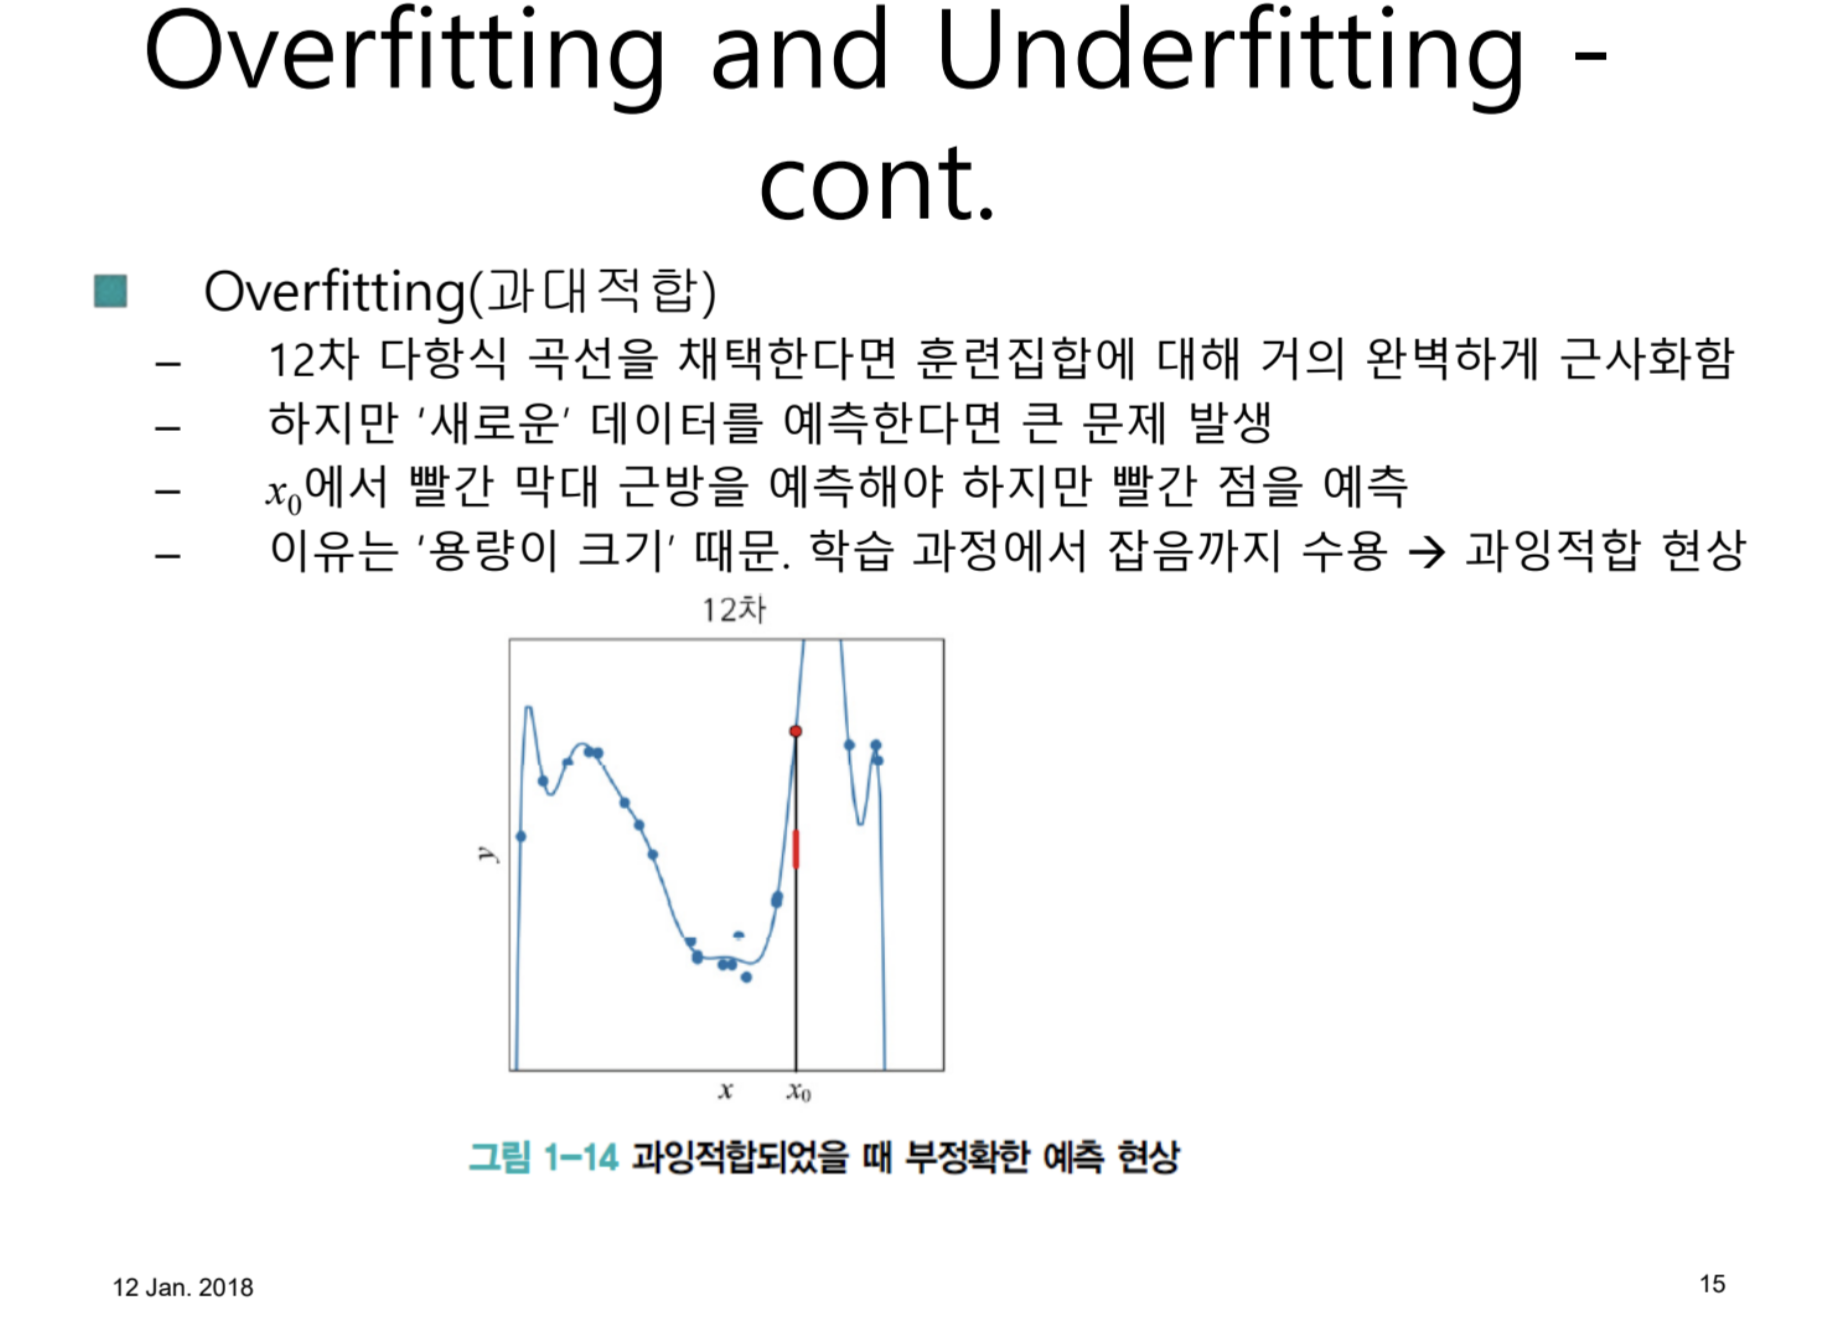 Overfitting and Underfitting -
cont.
Overfitting(과대적합)
– 12차 다항식 곡선을 채택한다면 훈련집합에 대해 거의 완벽하게 근사화함
– 하지만 ‘새로운’ 데이터를 예측한다면 큰 문제 발생
– x₀에서 빨간 막대 근방을 예측해야 하지만 빨간 점을 예측
– 이유는 ‘용량이 크기’ 때문. 학습 과정에서 잡음까지 수용 → 과잉적합 현상
12차
y
x x₀
그림 1-14 과잉적합되었을 때 부정확한 예측 현상
12 Jan. 2018
15